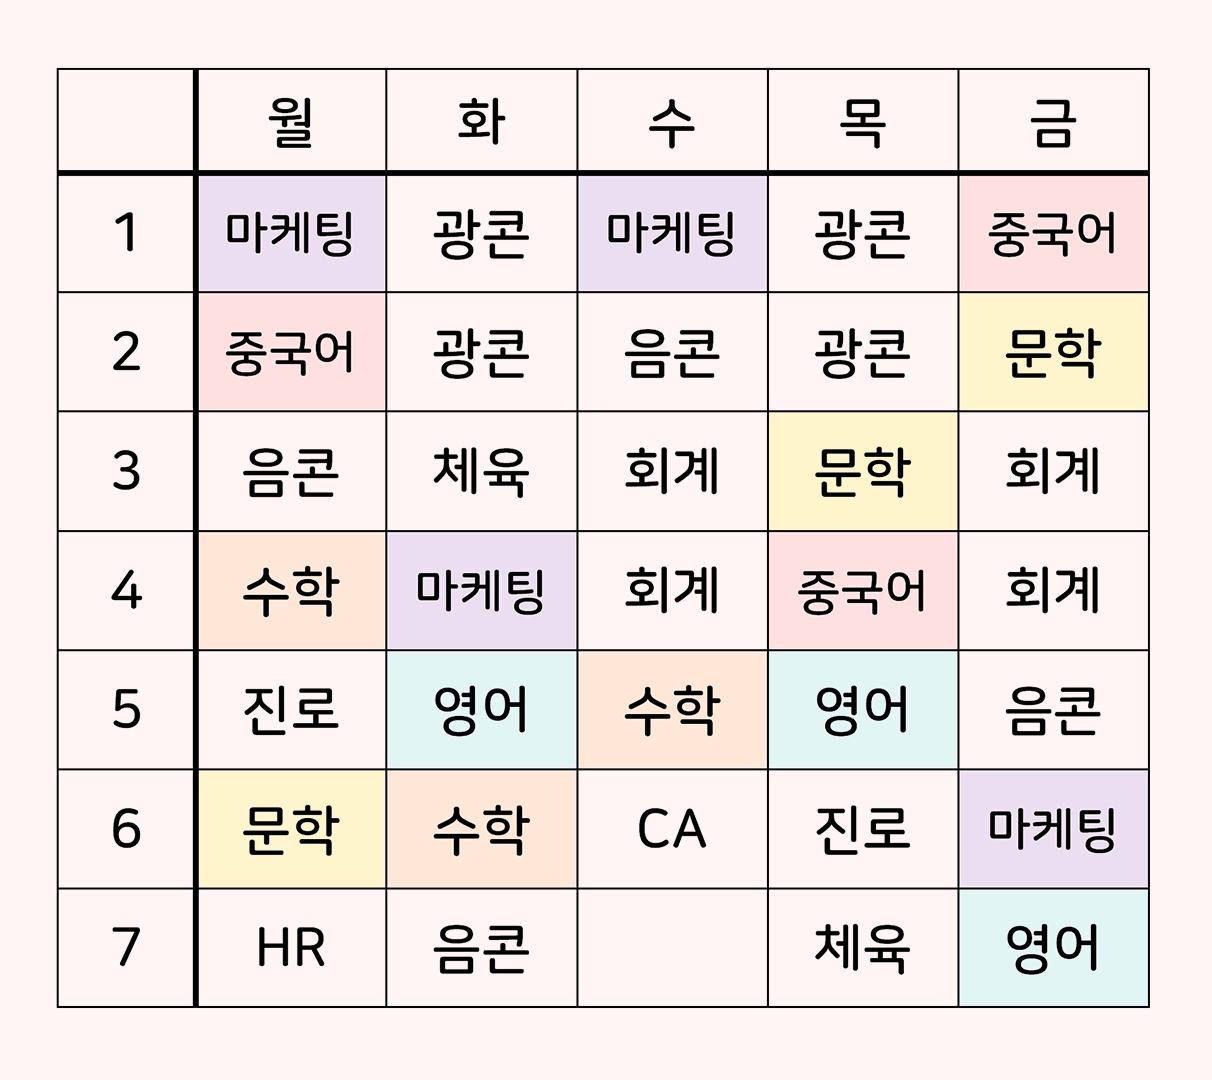 월 화 수 목 금
1 마케팅 광콘 마케팅 광콘 중국어
2 중국어 광콘 음콘 광콘 문학
3 음콘 체육 회계 문학 회계
4 수학 마케팅 회계 중국어 회계
5 진로 영어 수학 영어 음콘
6 문학 수학 CA 진로 마케팅
7 HR 음콘 체육 영어